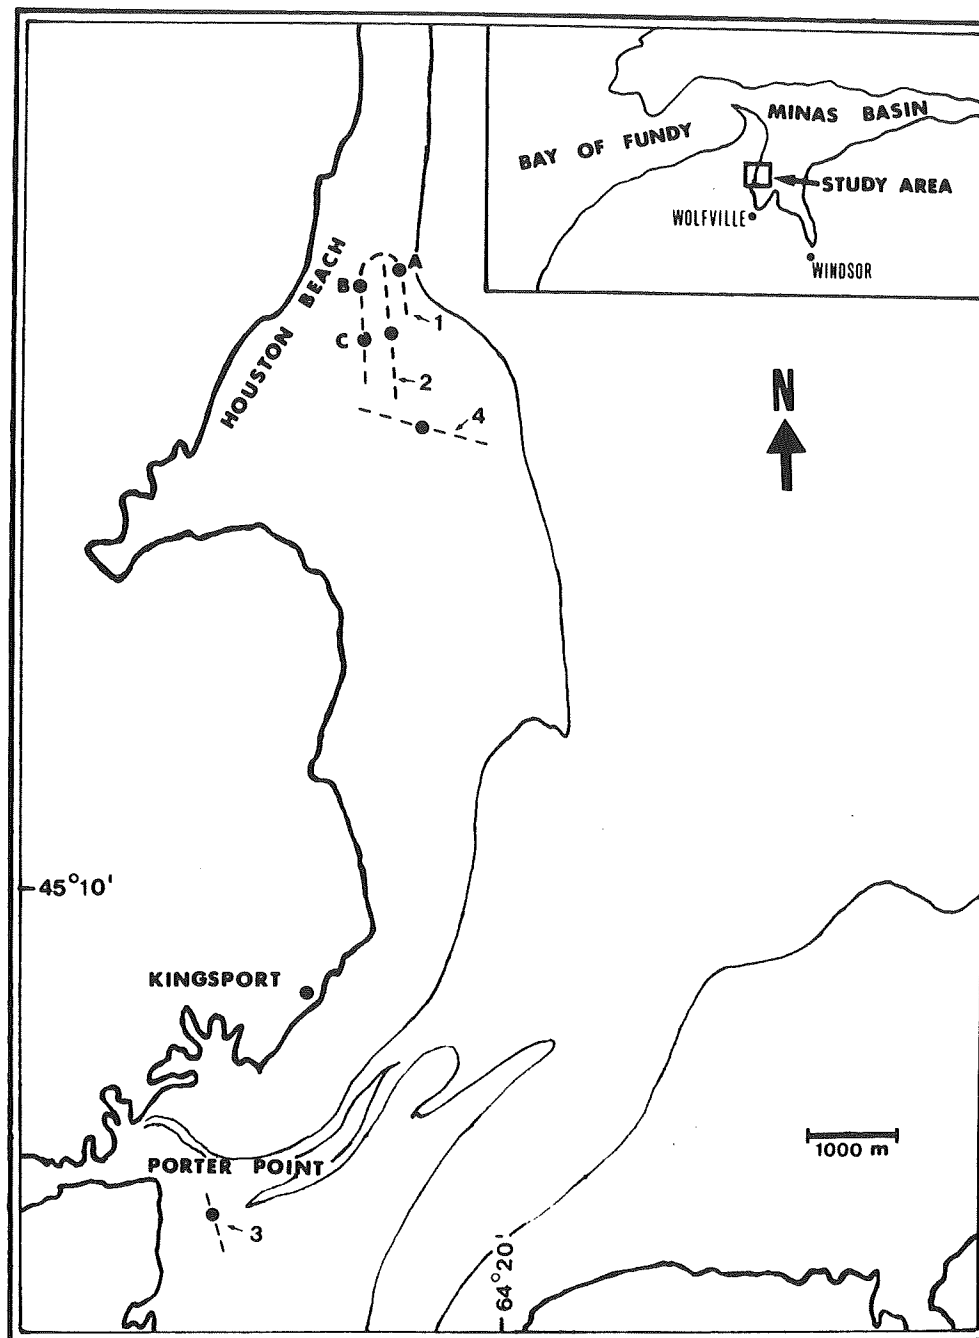 BAY OF FUNDY
MINAS BASIN
STUDY AREA
WOLFVILLE
WINDSOR
HOUSTON BEACH
A
B
1
C
2
4
N
45°10'
KINGSPORT
1000 m
PORTER POINT
3
64°20'